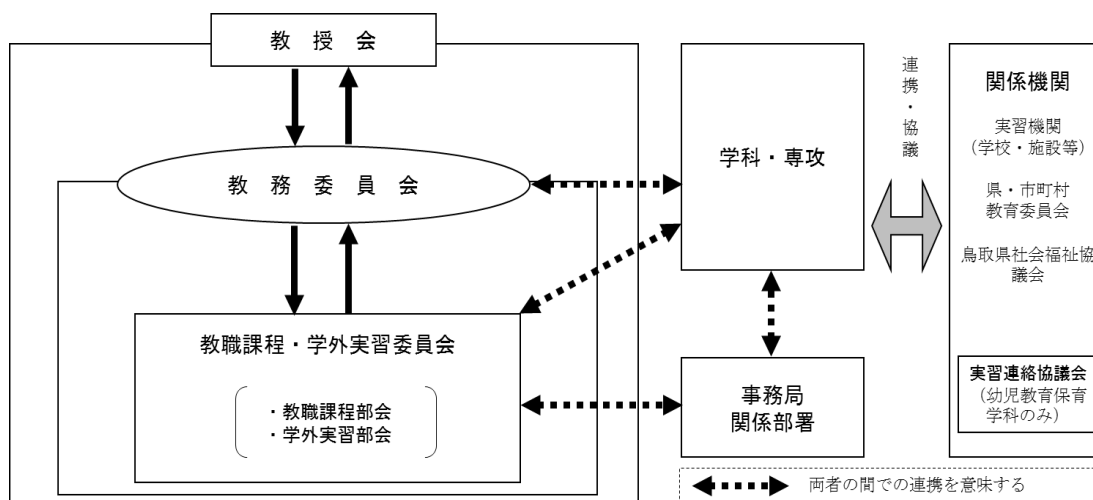 教 授 会
教 務 委 員 会
教職課程・学外実習委員会
・教職課程部会
・学外実習部会
学科・専攻
事務局
関係部署
連携・協議
関係機関
実習機関
（学校・施設等）
県・市町村
教育委員会
鳥取県社会福祉協
議会
実習連絡協議会
（幼児教育保育
学科のみ）
両者の間での連携を意味する